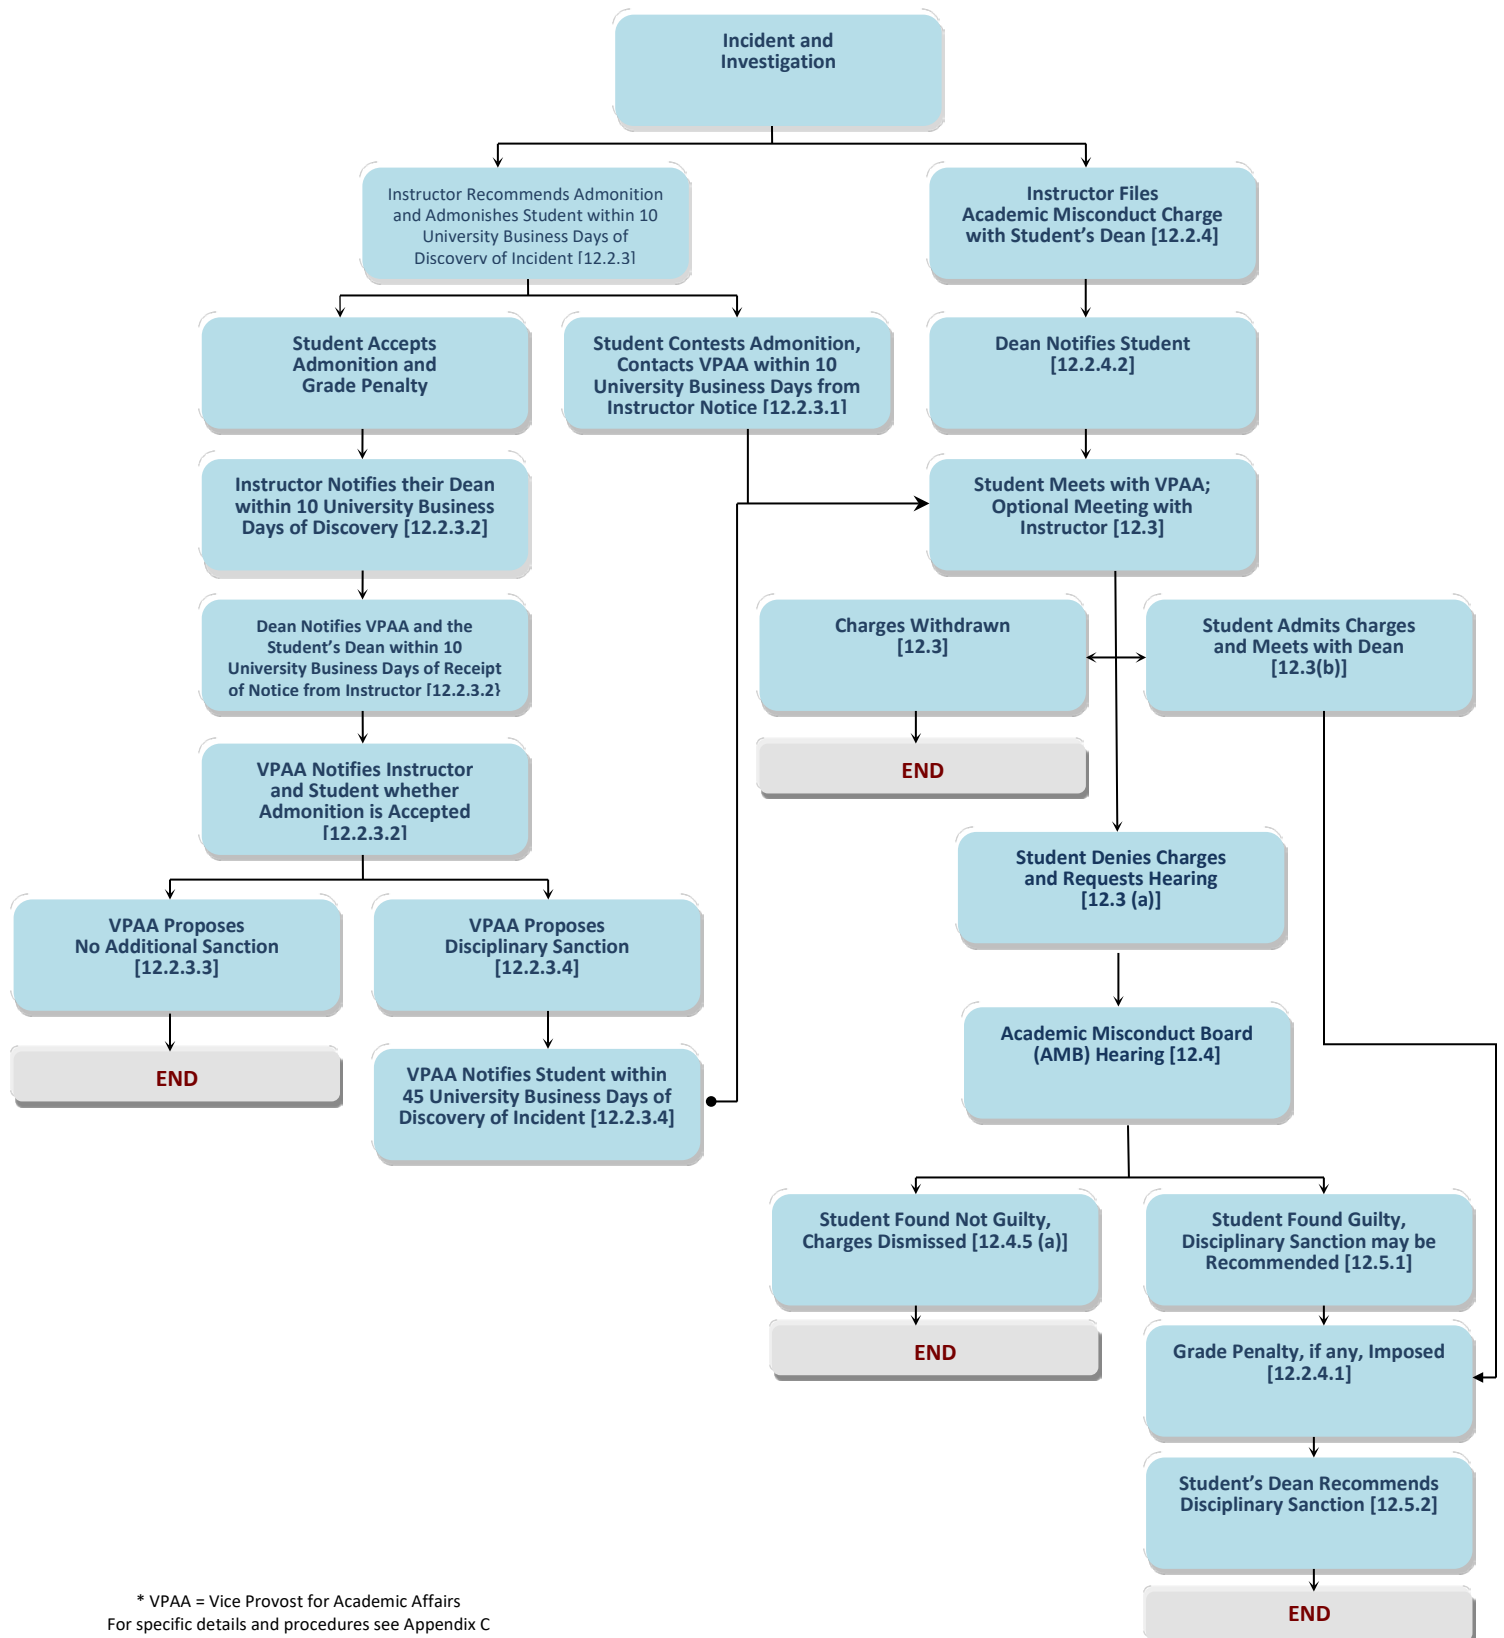 Incident and
Investigation
Instructor Recommends Admonition
and Admonishes Student within 10
University Business Days of
Discovery of Incident [12.2.3]
Instructor Files
Academic Misconduct Charge
with Student’s Dean [12.2.4]
Student Accepts
Admonition and
Grade Penalty
Student Contests Admonition,
Contacts VPAA within 10
University Business Days from
Instructor Notice [12.2.3.1]
Dean Notifies Student
[12.2.4.2]
Instructor Notifies their Dean
within 10 University Business
Days of Discovery [12.2.3.2]
Student Meets with VPAA;
Optional Meeting with
Instructor [12.3]
Dean Notifies VPAA and the
Student’s Dean within 10
University Business Days of Receipt
of Notice from Instructor [12.2.3.2}
Charges Withdrawn
[12.3]
Student Admits Charges
and Meets with Dean
[12.3(b)]
END
VPAA Notifies Instructor
and Student whether
Admonition is Accepted
[12.2.3.2]
Student Denies Charges
and Requests Hearing
[12.3 (a)]
VPAA Proposes
No Additional Sanction
[12.2.3.3]
VPAA Proposes
Disciplinary Sanction
[12.2.3.4]
END
VPAA Notifies Student within
45 University Business Days of
Discovery of Incident [12.2.3.4]
Academic Misconduct Board
(AMB) Hearing [12.4]
Student Found Not Guilty,
Charges Dismissed [12.4.5 (a)]
Student Found Guilty,
Disciplinary Sanction may be
Recommended [12.5.1]
END
Grade Penalty, if any, Imposed
[12.2.4.1]
Student’s Dean Recommends
Disciplinary Sanction [12.5.2]
END
* VPAA = Vice Provost for Academic Affairs
For specific details and procedures see Appendix C